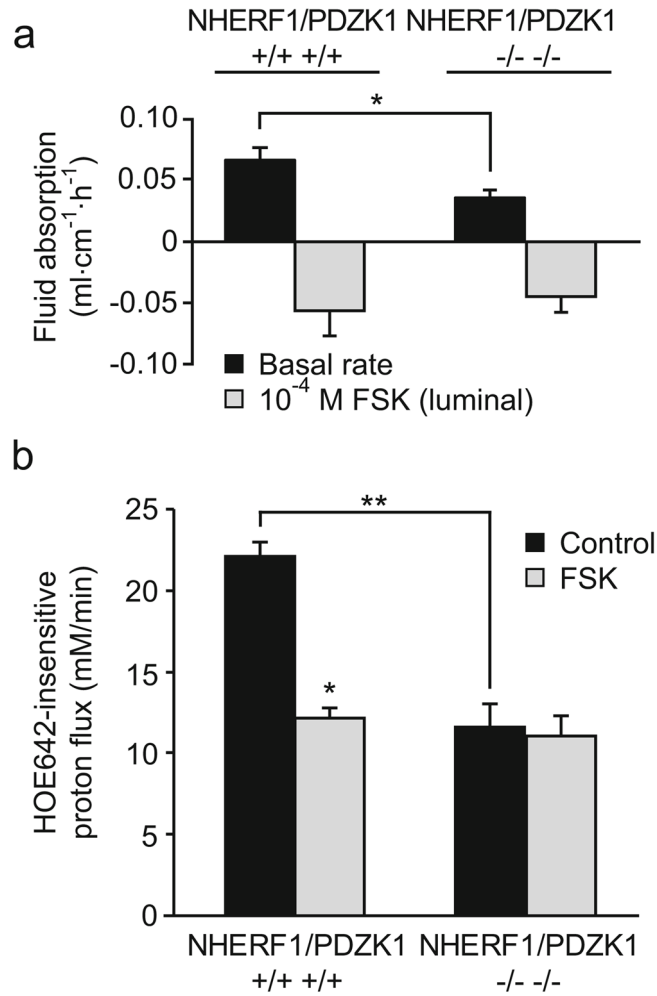 a
NHERF1/PDZK1 NHERF1/PDZK1
+/+ +/+ -/- -/-
Fluid absorption
(ml·cm-1·h-1)
0.10
0.05
0
-0.05
-0.10
*
Basal rate
10-4 M FSK (luminal)
b
HOE642-insensitive
proton flux (mM/min)
25
20
15
10
5
0
**
*
Control
FSK
NHERF1/PDZK1 NHERF1/PDZK1
+/+ +/+ -/- -/-